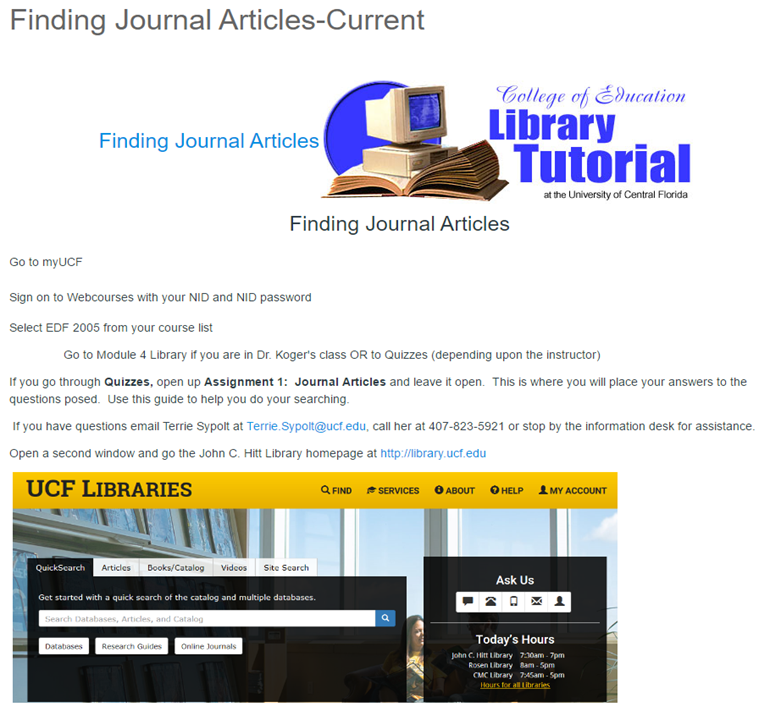 Finding Journal Articles-Current
College of Education
Finding Journal Articles
Library
Tutorial
at the University of Central Florida
Finding Journal Articles
Go to myUCF
Sign on to Webcourses with your NID and NID password
Select EDF 2005 from your course list
Go to Module 4 Library if you are in Dr. Koger's class OR to Quizzes (depending upon the instructor)
If you go through Quizzes, open up Assignment 1:  Journal Articles and leave it open.  This is where you will place your answers to the
questions posed.  Use this guide to help you do your searching.
If you have questions email Terrie Sypolt at Terrie.Sypolt@ucf.edu, call her at 407-823-5921 or stop by the information desk for assistance.
Open a second window and go the John C. Hitt Library homepage at http://library.ucf.edu
UCF LIBRARIES FIND SERVICES ABOUT HELP MY ACCOUNT
QuickSearch Articles Books/Catalog Videos Site Search
Get started with a quick search of the catalog and multiple databases.
Search Databases, Articles, and Catalog
Databases Research Guides Online Journals
Ask Us
Today's Hours
John C. Hitt Library 7:30am - 7pm
Rosen Library 8am - 5pm
CMC Library 7:45am - 5pm
Hours for all Libraries